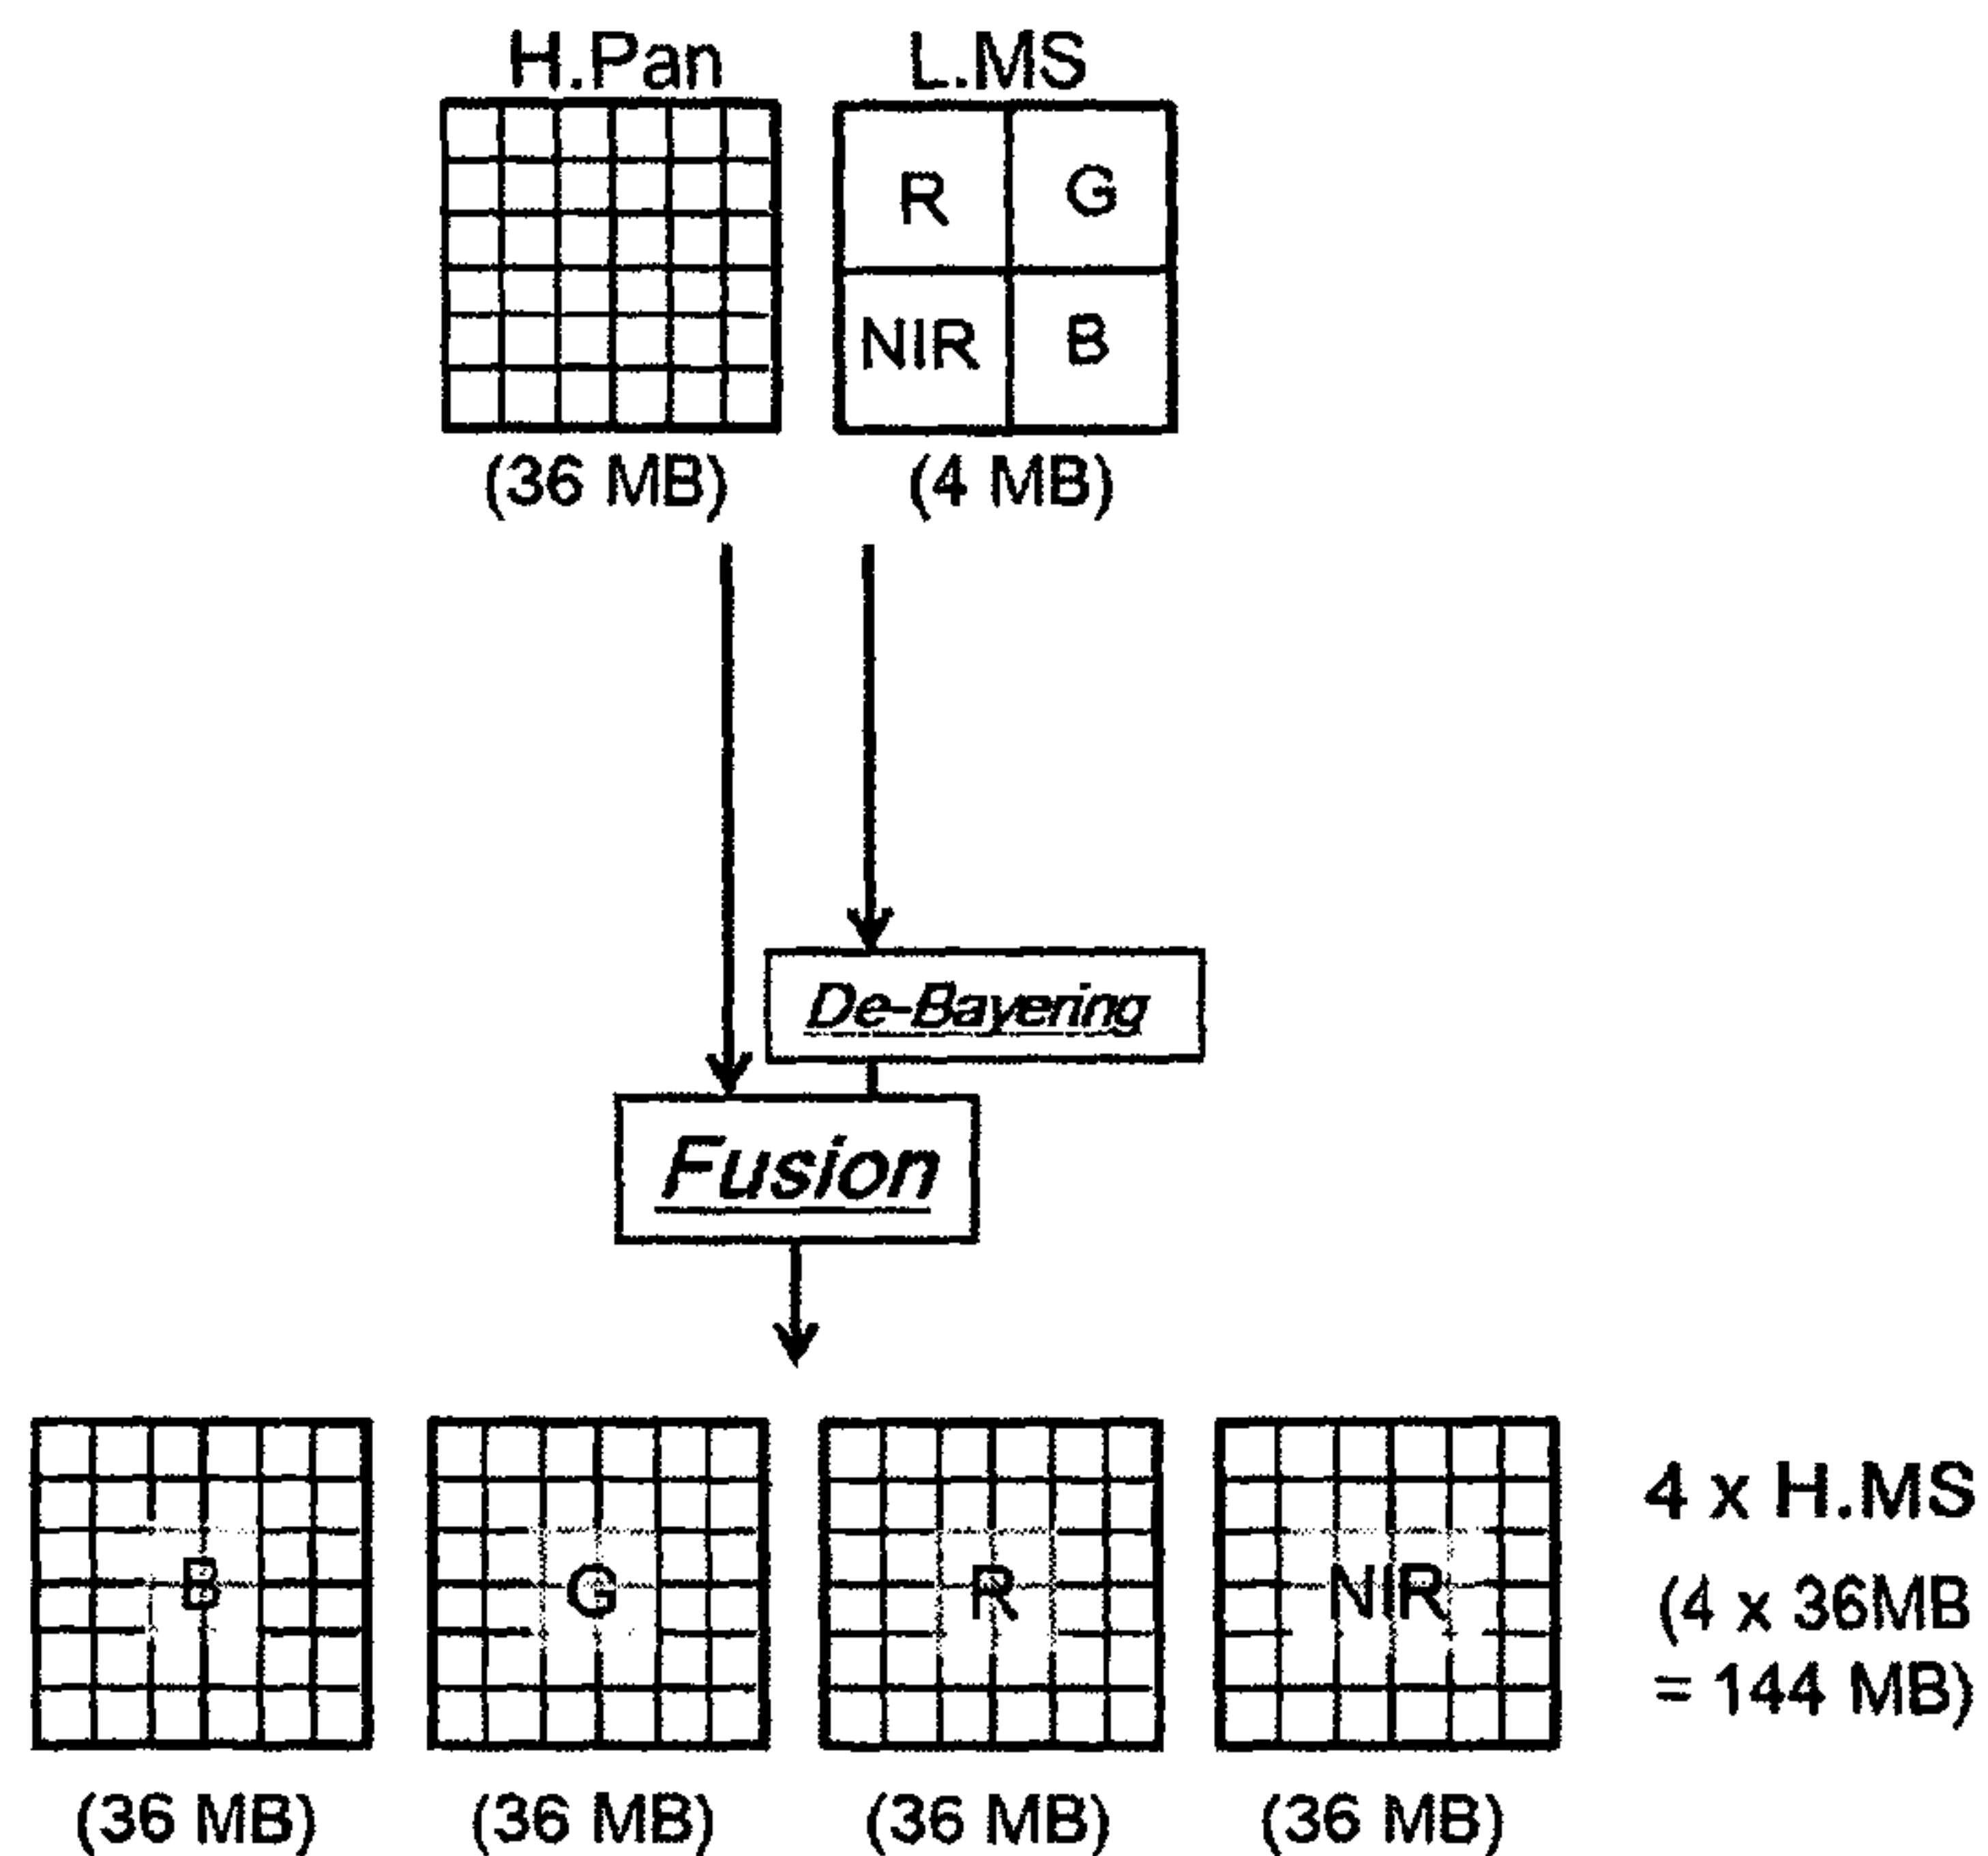 H.Pan L.MS
R G
NIR B
(36 MB) (4 MB)
De-Bayering
Fusion
B G R NIR
4 x H.MS
(4 x 36MB
= 144 MB)
(36 MB) (36 MB) (36 MB) (36 MB)